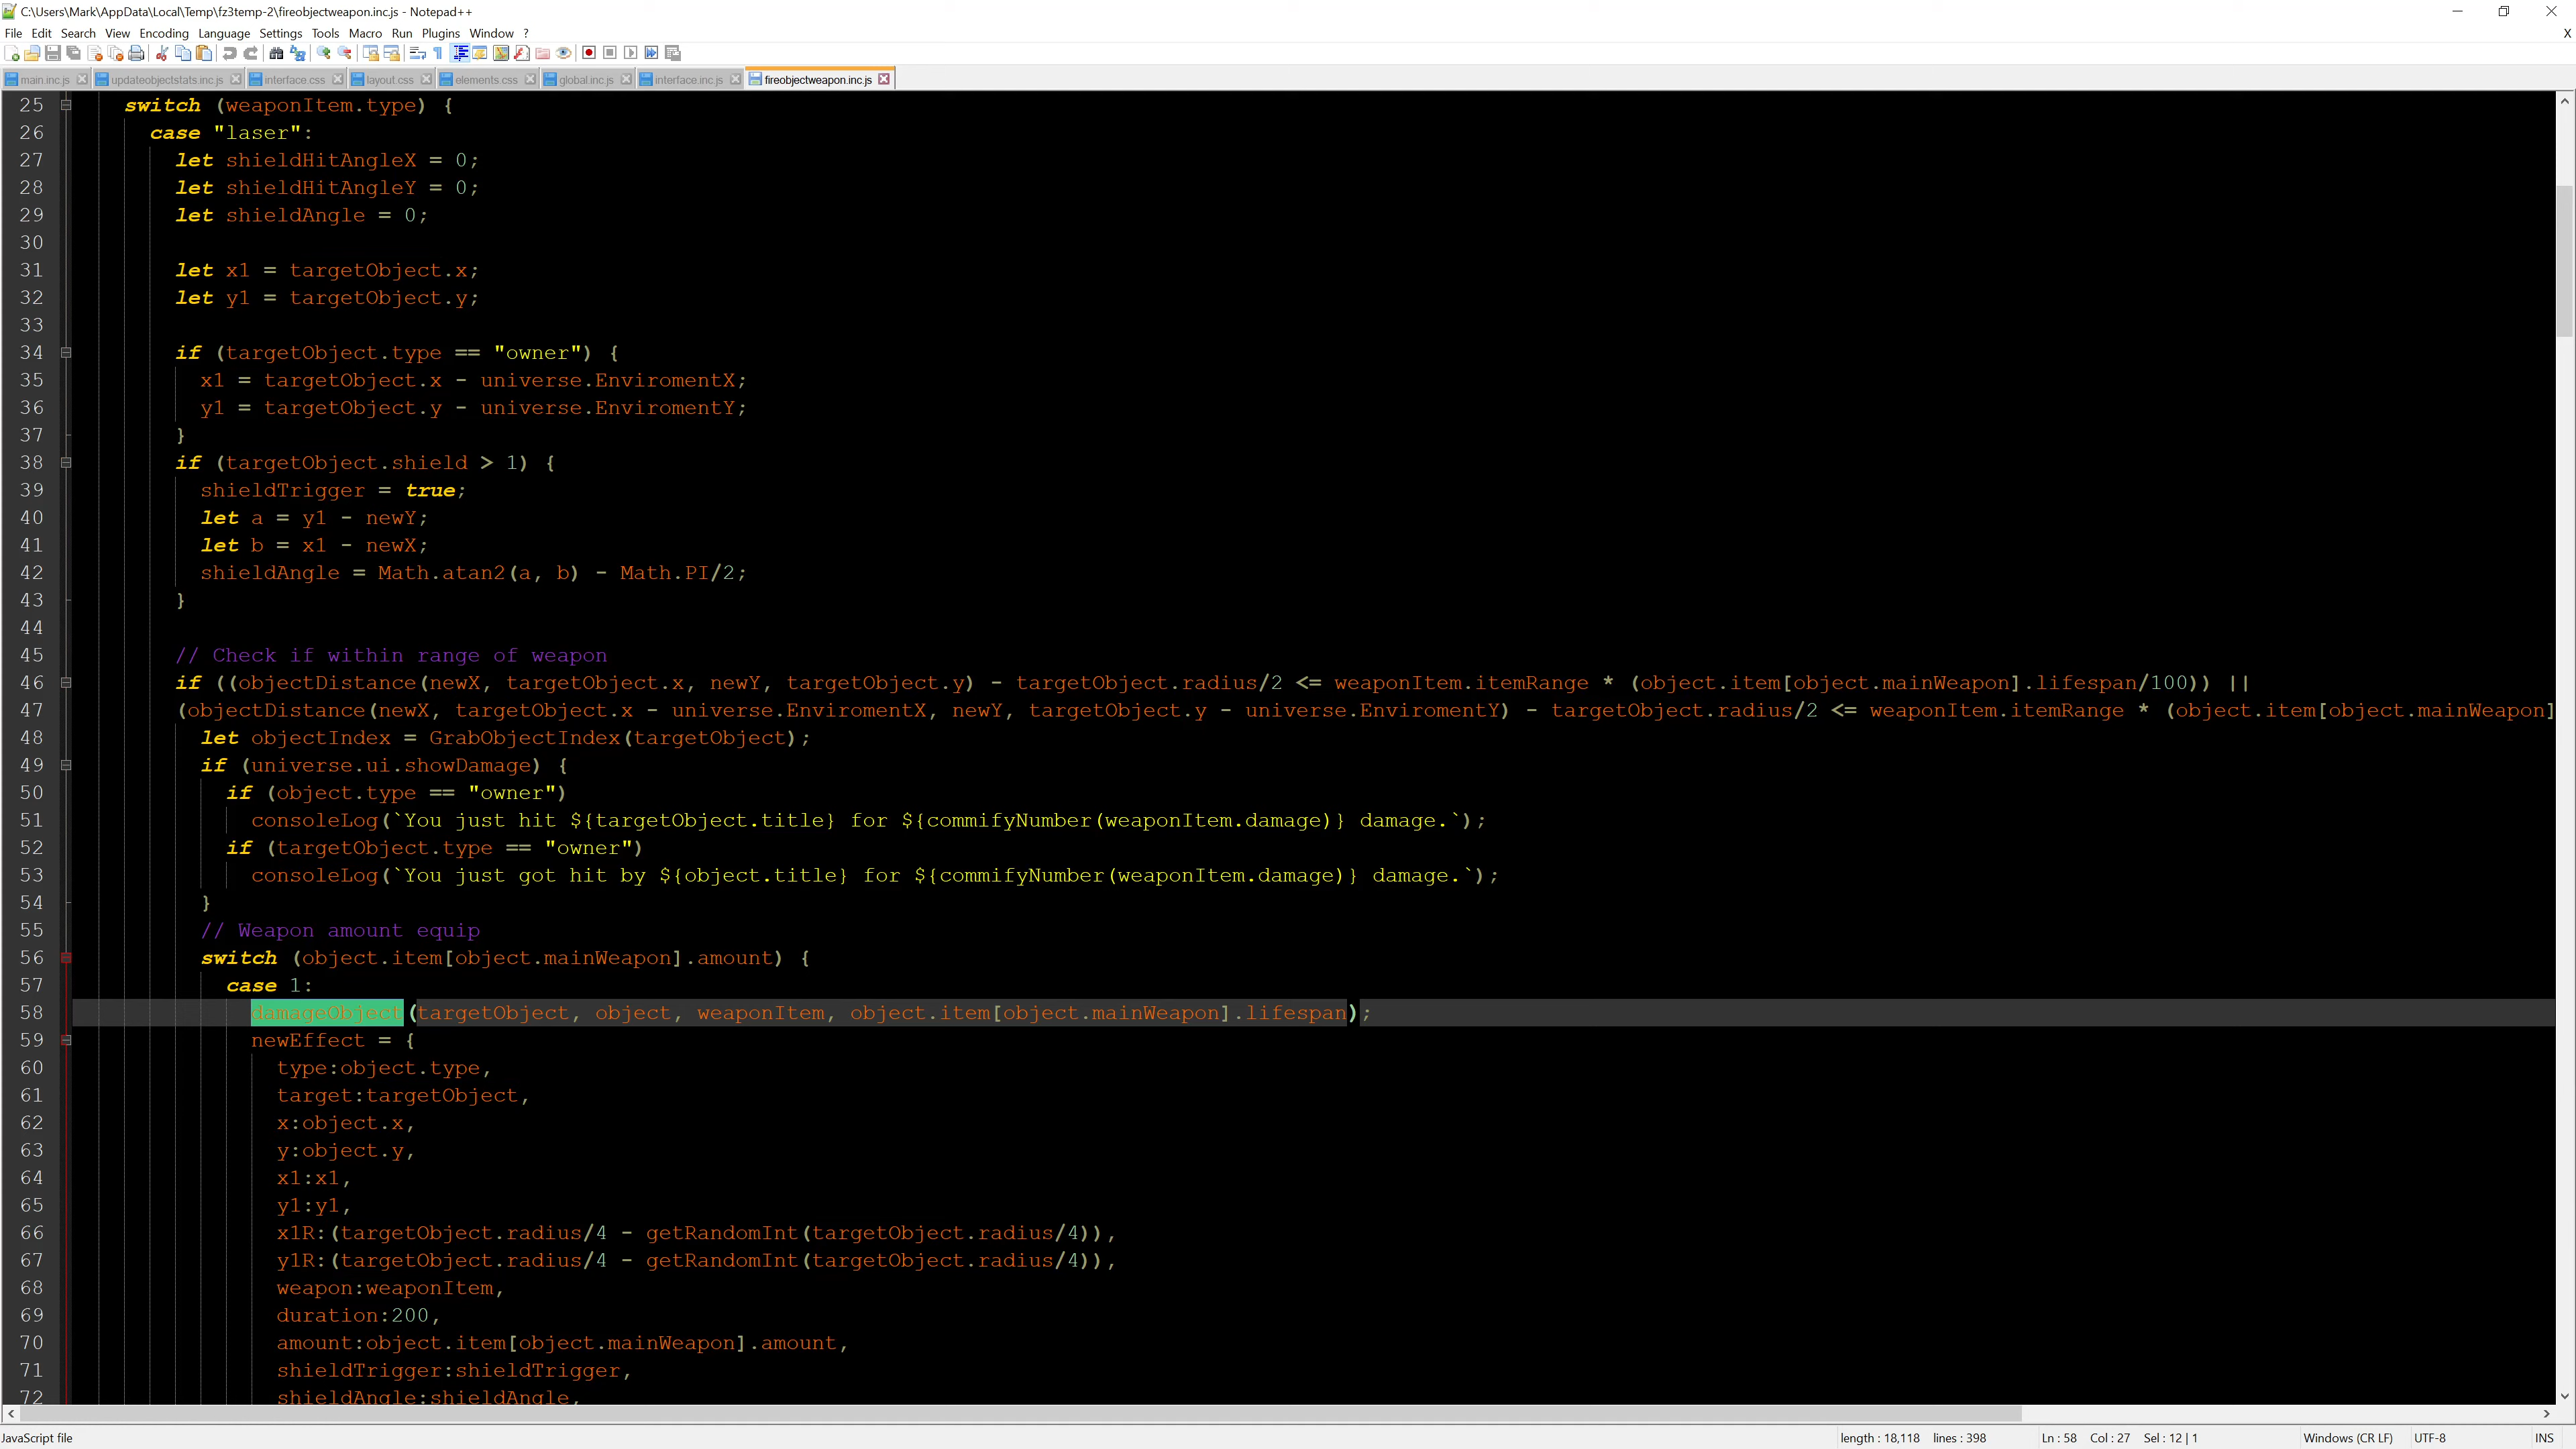 C:\Users\Mark\AppData\Local\Temp\fz3temp-2\fireobjectweapon.inc.js - Notepad++
File Edit Search View Encoding Language Settings Tools Macro Run Plugins Window ?
X
main.inc.js updateobjectstats.inc.js interface.css layout.css elements.css global.inc.js interface.inc.js fireobjectweapon.inc.js
25 switch (weaponItem.type) {
26 case "laser":
27 let shieldHitAngleX = 0;
28 let shieldHitAngleY = 0;
29 let shieldAngle = 0;
30
31 let x1 = targetObject.x;
32 let y1 = targetObject.y;
33
34 if (targetObject.type == "owner") {
35 x1 = targetObject.x - universe.EnviromentX;
36 y1 = targetObject.y - universe.EnviromentY;
37 }
38 if (targetObject.shield > 1) {
39 shieldTrigger = true;
40 let a = y1 - newY;
41 let b = x1 - newX;
42 shieldAngle = Math.atan2(a, b) - Math.PI/2;
43 }
44
45 // Check if within range of weapon
46 if ((objectDistance(newX, targetObject.x, newY, targetObject.y) - targetObject.radius/2 <= weaponItem.itemRange * (object.item[object.mainWeapon].lifespan/100)) ||
47 (objectDistance(newX, targetObject.x - universe.EnviromentX, newY, targetObject.y - universe.EnviromentY) - targetObject.radius/2 <= weaponItem.itemRange * (object.item[object.mainWeapon]
48 let objectIndex = GrabObjectIndex(targetObject);
49 if (universe.ui.showDamage) {
50 if (object.type == "owner")
51 consoleLog(`You just hit ${targetObject.title} for ${commifyNumber(weaponItem.damage)} damage.`);
52 if (targetObject.type == "owner")
53 consoleLog(`You just got hit by ${object.title} for ${commifyNumber(weaponItem.damage)} damage.`);
54 }
55 // Weapon amount equip
56 switch (object.item[object.mainWeapon].amount) {
57 case 1:
58 damageObject(targetObject, object, weaponItem, object.item[object.mainWeapon].lifespan);
59 newEffect = {
60 type:object.type,
61 target:targetObject,
62 x:object.x,
63 y:object.y,
64 x1:x1,
65 y1:y1,
66 x1R:(targetObject.radius/4 - getRandomInt(targetObject.radius/4)),
67 y1R:(targetObject.radius/4 - getRandomInt(targetObject.radius/4)),
68 weapon:weaponItem,
69 duration:200,
70 amount:object.item[object.mainWeapon].amount,
71 shieldTrigger:shieldTrigger,
72 shieldAngle:shieldAngle,
JavaScript file length : 18,118 lines : 398 Ln : 58 Col : 27 Sel : 12 | 1 Windows (CR LF) UTF-8 INS